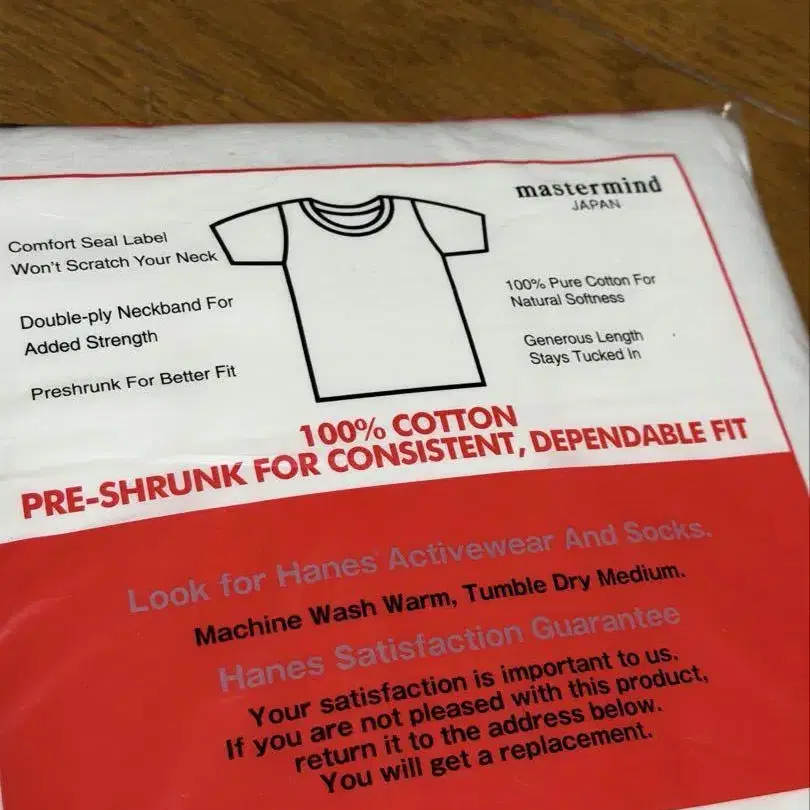 mastermind
JAPAN
Comfort Seal Label
Won't Scratch Your Neck
Double-ply Neckband For
Added Strength
Preshrunk For Better Fit
100% Pure Cotton For
Natural Softness
Generous Length
Stays Tucked In
100% COTTON
PRE-SHRUNK FOR CONSISTENT, DEPENDABLE FIT
Look for Hanes Activewear And Socks.
Machine Wash Warm, Tumble Dry Medium.
Hanes Satisfaction Guarantee
Your satisfaction is important to us.
If you are not pleased with this product,
return it to the address below.
You will get a replacement.